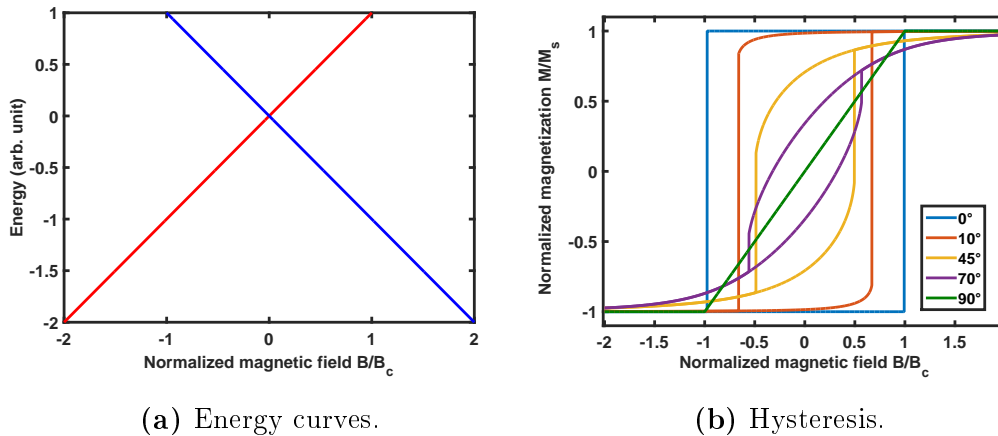 1
0.5
0
-0.5
-1
-1.5
-2
-2 -1 0 1 2
Energy (arb. unit)
Normalized magnetic field B/B_c
(a) Energy curves.
1
0.5
0
-0.5
-1
-2 -1.5 -1 -0.5 0 0.5 1 1.5
Normalized magnetization M/M_s
Normalized magnetic field B/B_c
0°
10°
45°
70°
90°
(b) Hysteresis.